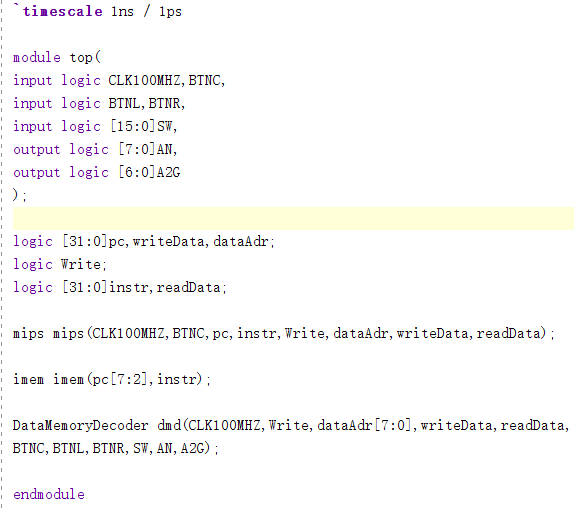 `timescale 1ns / 1ps
module top(
input logic CLK100MHZ,BTNC,
input logic BTNL,BTNR,
input logic [15:0]SW,
output logic [7:0]AN,
output logic [6:0]A2G
);
logic [31:0]pc,writeData,dataAdr;
logic Write;
logic [31:0]instr,readData;
mips mips(CLK100MHZ,BTNC,pc,instr,Write,dataAdr,writeData,readData);
imem imem(pc[7:2],instr);
DataMemoryDecoder dmd(CLK100MHZ,Write,dataAdr[7:0],writeData,readData,
BTNC,BTNL,BTNR,SW,AN,A2G);
endmodule